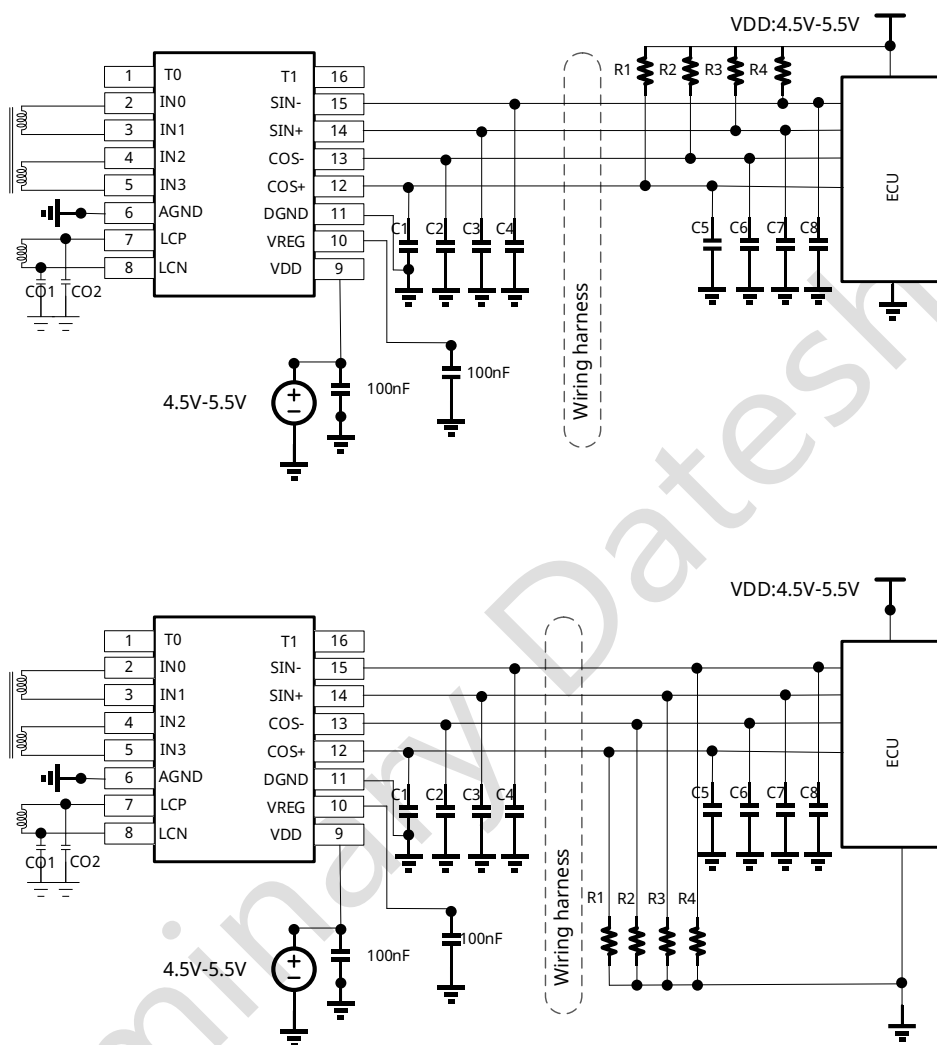 VDD:4.5V-5.5V
R1 R2 R3 R4
1 T0 T1 16
2 IN0 SIN- 15
3 IN1 SIN+ 14
4 IN2 COS- 13
5 IN3 COS+ 12
6 AGND DGND 11
7 LCP VREG 10
8 LCN VDD 9
CO1 CO2
C1 C2 C3 C4
C5 C6 C7 C8
ECU
Wiring harness
4.5V-5.5V
100nF
100nF
VDD:4.5V-5.5V
1 T0 T1 16
2 IN0 SIN- 15
3 IN1 SIN+ 14
4 IN2 COS- 13
5 IN3 COS+ 12
6 AGND DGND 11
7 LCP VREG 10
8 LCN VDD 9
CO1 CO2
C1 C2 C3 C4
C5 C6 C7 C8
ECU
Wiring harness
R1 R2 R3 R4
4.5V-5.5V
100nF
100nF